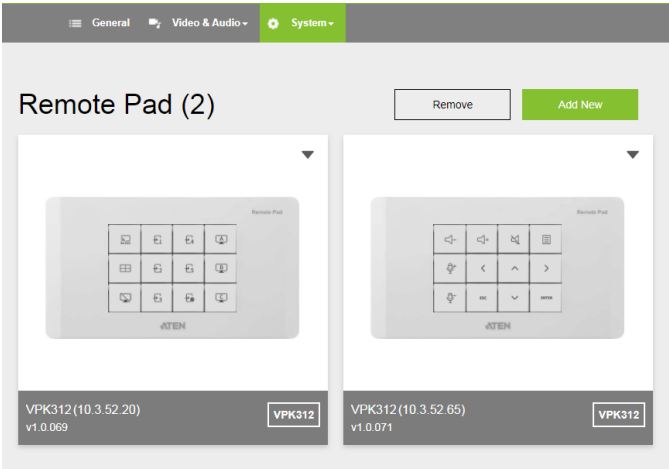 General Video & Audio System
Remote Pad (2)
Remove Add New
Remote Pad
ATEN
VPK312(10.3.52.20)
v1.0.069
VPK312
Remote Pad
ESC
ENTER
ATEN
VPK312(10.3.52.65)
v1.0.071
VPK312